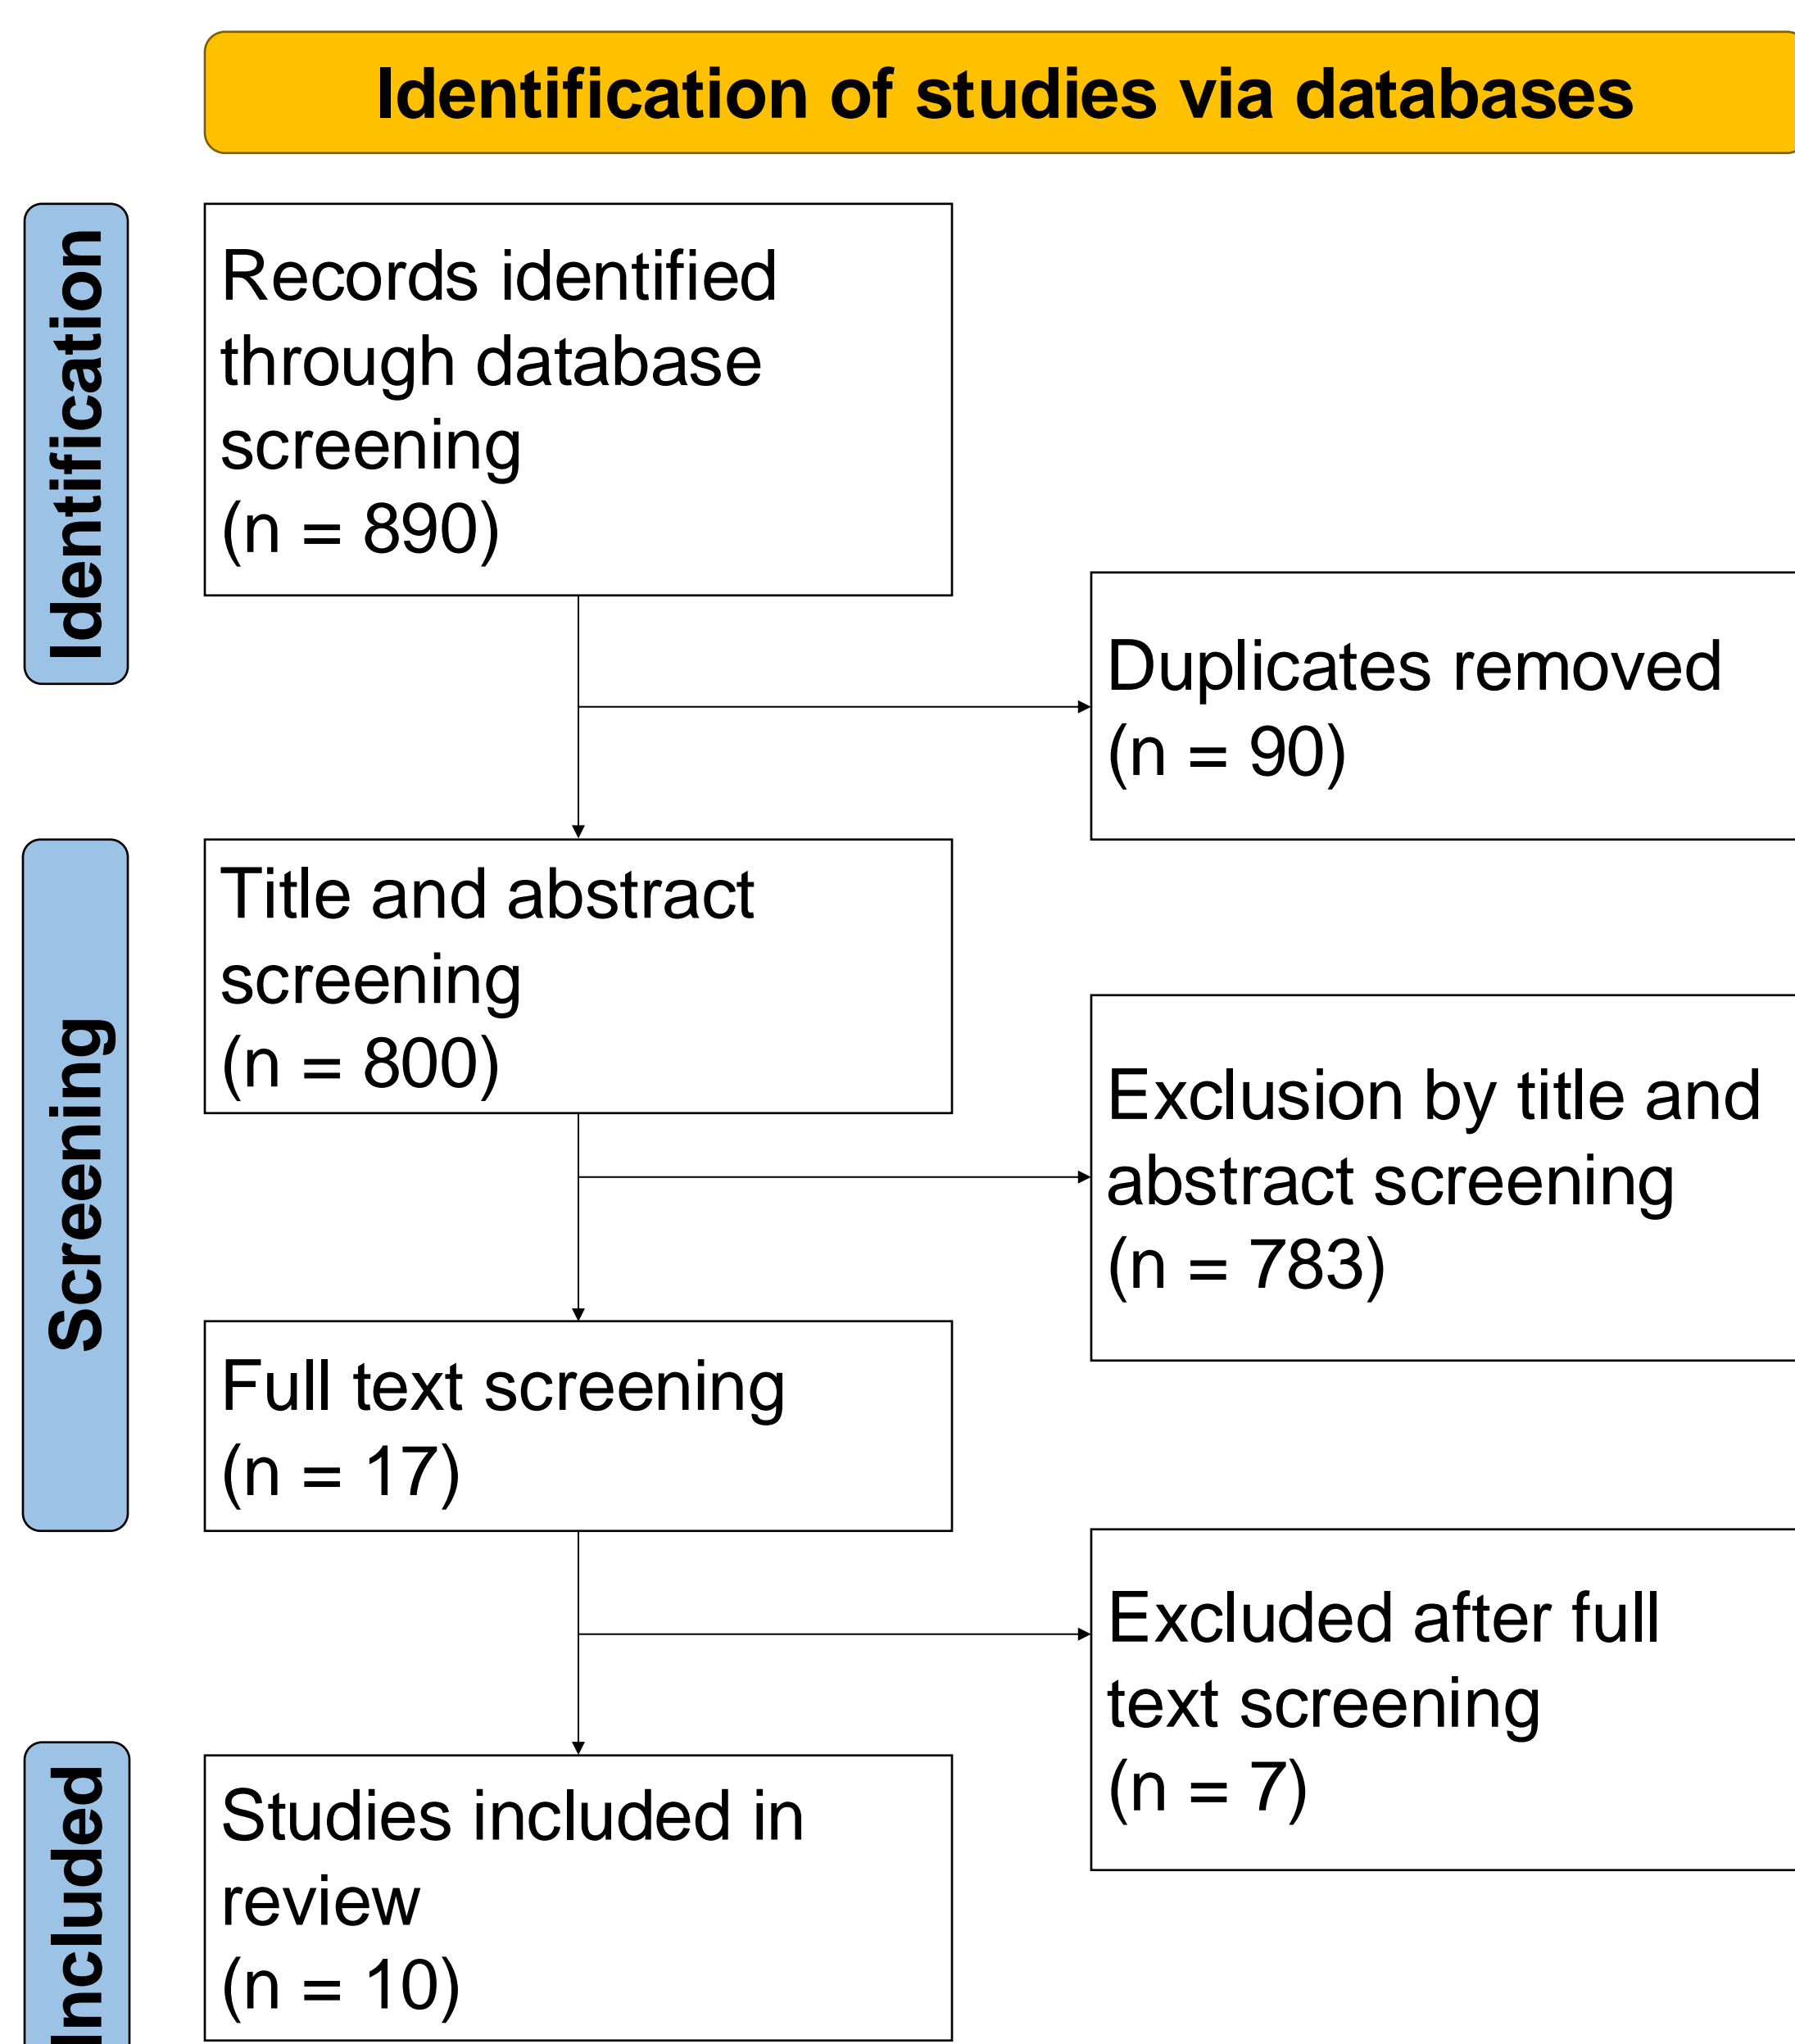 Identification of studies via databases
Identification
Records identified
through database
screening
(n = 890)
Duplicates removed
(n = 90)
Screening
Title and abstract
screening
(n = 800)
Exclusion by title and
abstract screening
(n = 783)
Full text screening
(n = 17)
Excluded after full
text screening
(n = 7)
Included
Studies included in
review
(n = 10)